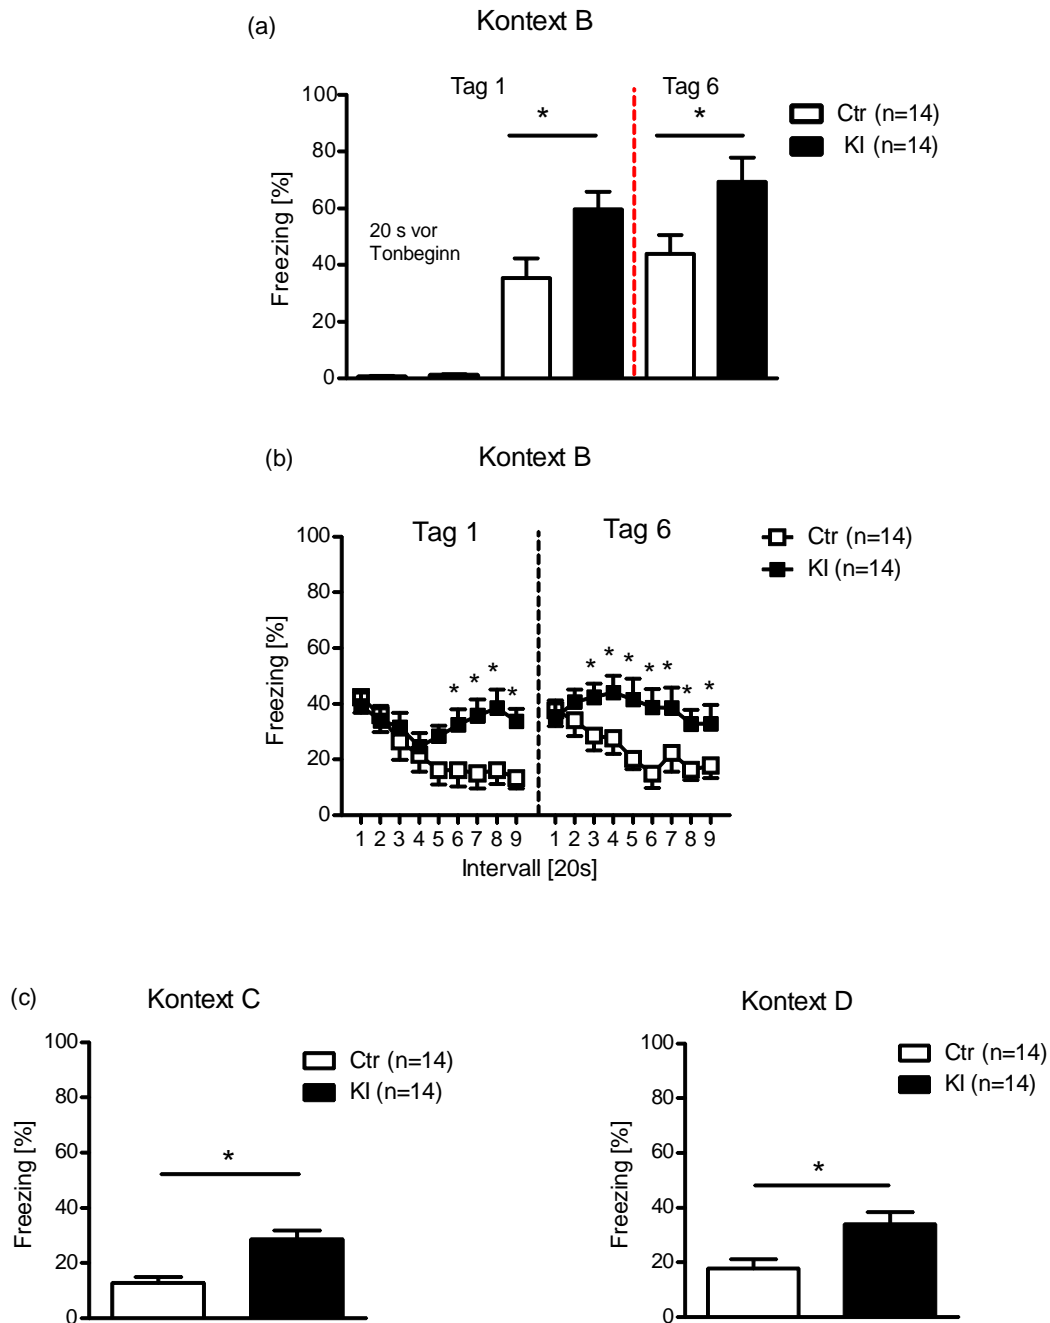 (a)
Kontext B
Tag 1
Tag 6
100
80
60
40
20
0
Freezing [%]
20 s vor
Tonbeginn
*
*
Ctr (n=14)
KI (n=14)
(b)
Kontext B
Tag 1
Tag 6
100
80
60
40
20
0
Freezing [%]
* * * *
* * * * * * *
Ctr (n=14)
KI (n=14)
1 2 3 4 5 6 7 8 9
1 2 3 4 5 6 7 8 9
Intervall [20s]
(c)
Kontext C
100
80
60
40
20
0
Freezing [%]
*
Ctr (n=14)
KI (n=14)
Kontext D
100
80
60
40
20
0
Freezing [%]
*
Ctr (n=14)
KI (n=14)